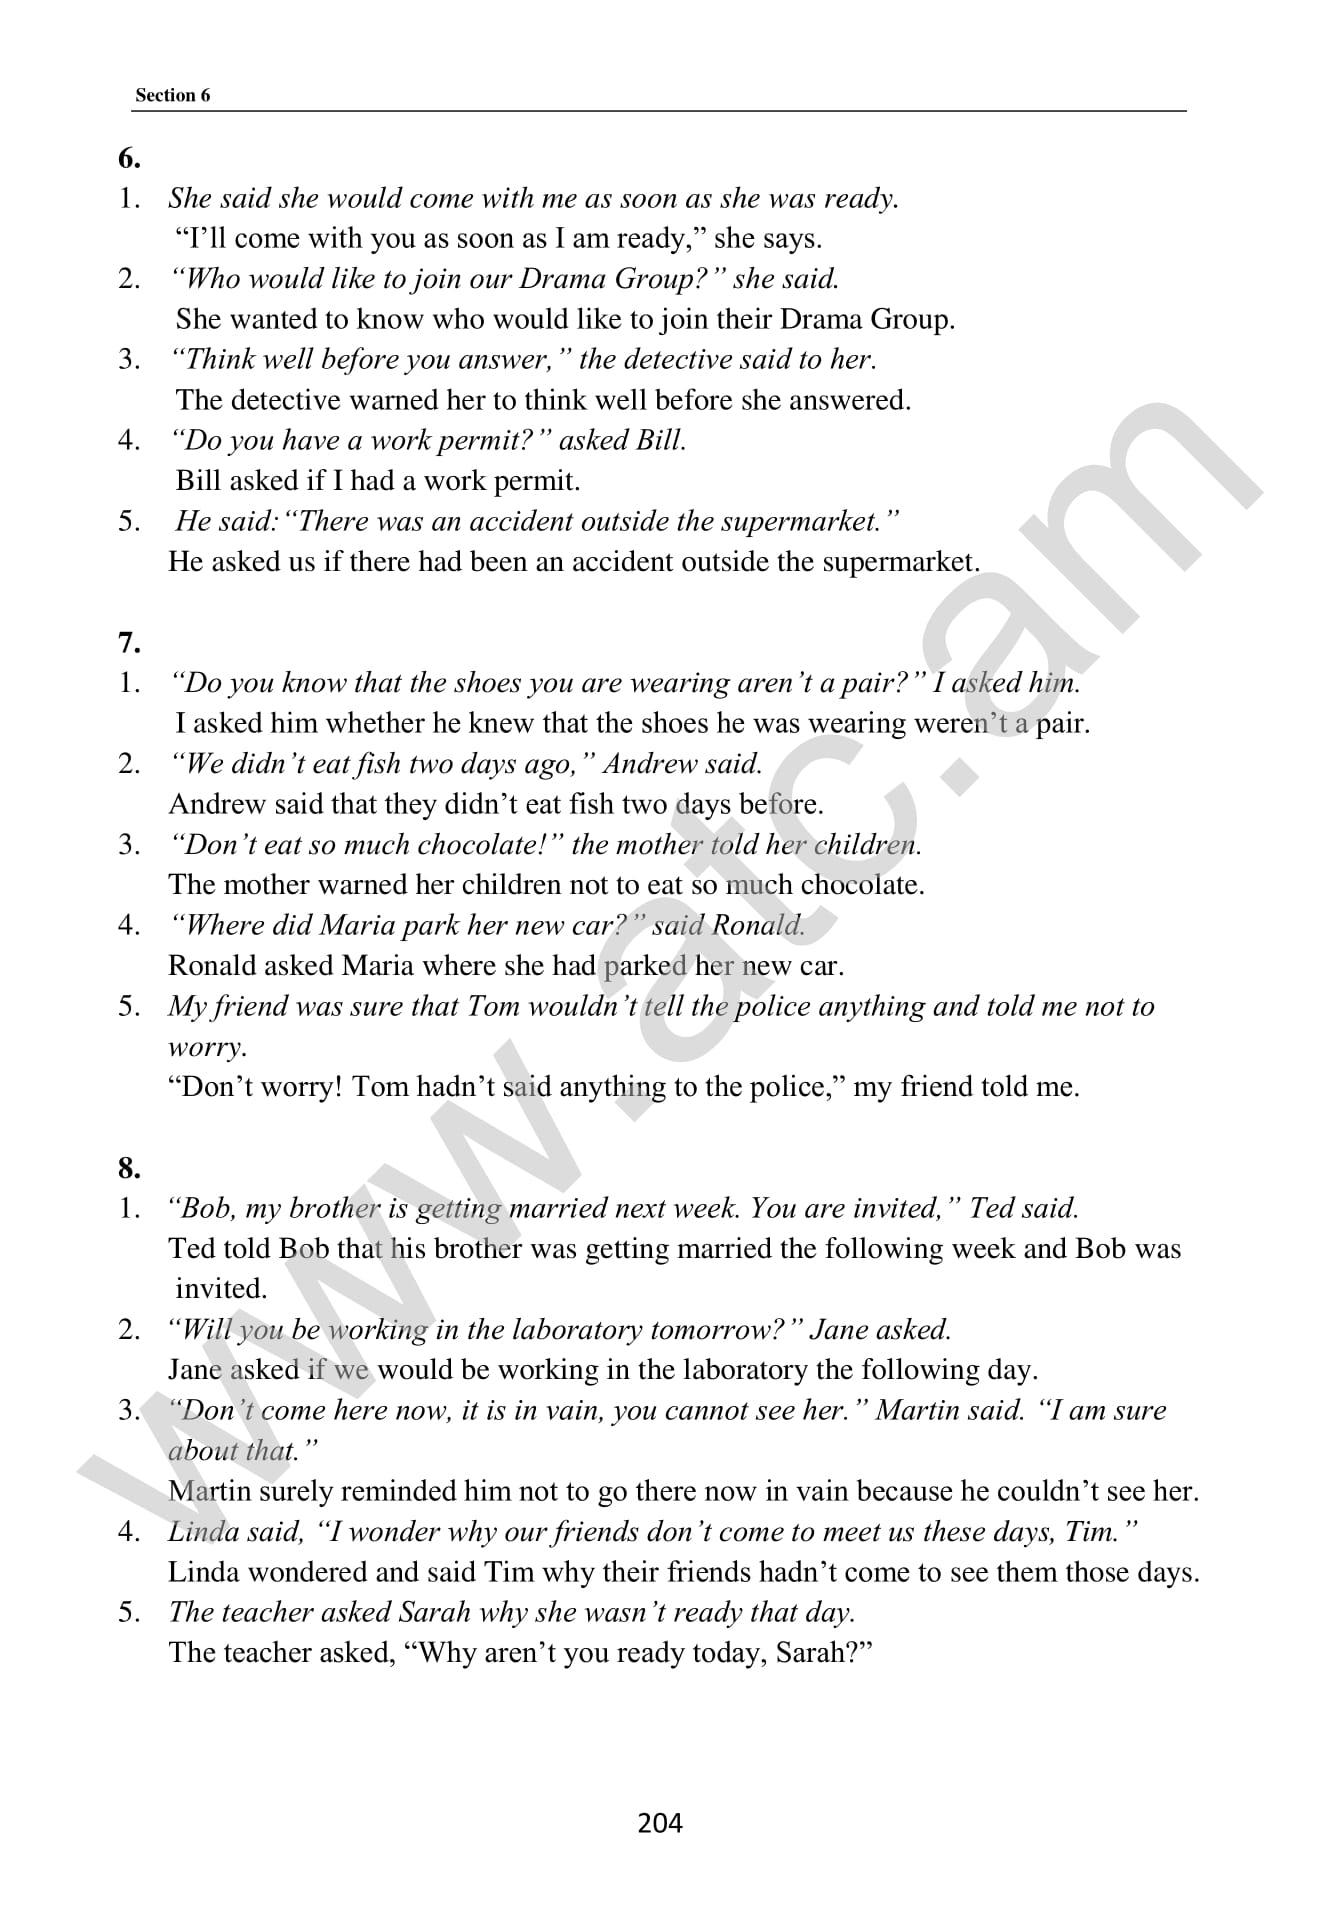 Section 6
6.
1. She said she would come with me as soon as she was ready.
“I’ll come with you as soon as I am ready,” she says.
2. “Who would like to join our Drama Group?” she said.
She wanted to know who would like to join their Drama Group.
3. “Think well before you answer,” the detective said to her.
The detective warned her to think well before she answered.
4. “Do you have a work permit?” asked Bill.
Bill asked if I had a work permit.
5. He said: “There was an accident outside the supermarket.”
He asked us if there had been an accident outside the supermarket.
7.
1. “Do you know that the shoes you are wearing aren’t a pair?” I asked him.
I asked him whether he knew that the shoes he was wearing weren’t a pair.
2. “We didn’t eat fish two days ago,” Andrew said.
Andrew said that they didn’t eat fish two days before.
3. “Don’t eat so much chocolate!” the mother told her children.
The mother warned her children not to eat so much chocolate.
4. “Where did Maria park her new car?” said Ronald.
Ronald asked Maria where she had parked her new car.
5. My friend was sure that Tom wouldn’t tell the police anything and told me not to
worry.
“Don’t worry! Tom hadn’t said anything to the police,” my friend told me.
8.
1. “Bob, my brother is getting married next week. You are invited,” Ted said.
Ted told Bob that his brother was getting married the following week and Bob was
invited.
2. “Will you be working in the laboratory tomorrow?” Jane asked.
Jane asked if we would be working in the laboratory the following day.
3. “Don’t come here now, it is in vain, you cannot see her.” Martin said. “I am sure
about that.”
Martin surely reminded him not to go there now in vain because he couldn’t see her.
4. Linda said, “I wonder why our friends don’t come to meet us these days, Tim.”
Linda wondered and said Tim why their friends hadn’t come to see them those days.
5. The teacher asked Sarah why she wasn’t ready that day.
The teacher asked, “Why aren’t you ready today, Sarah?”
204
www.atc.am